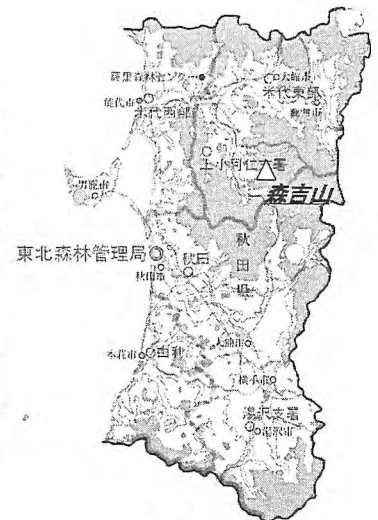 大館市
能代市
米代東部
米代西部
上小阿仁支署
森吉山
男鹿市
秋田県
東北森林管理局
秋田
秋田市
大曲市
本荘市
由利
横手市
湯沢支署
湯沢市